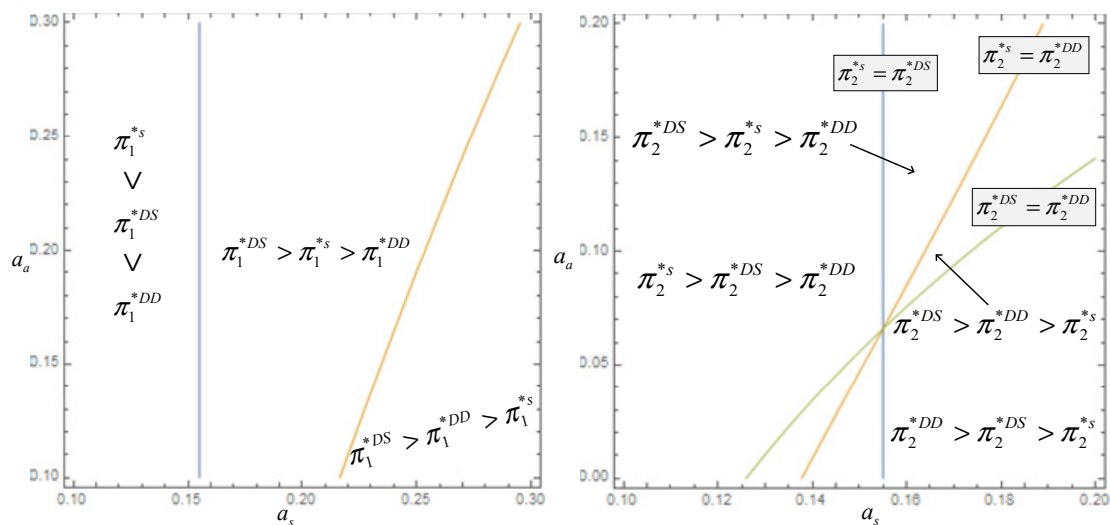 0.30
0.25
0.20
0.15
0.10
a_a
0.10 0.15 0.20 0.25 0.30
a_s
π_1^{*s}
∨
π_1^{*DS}
∨
π_1^{*DD}
π_1^{*DS} > π_1^{*s} > π_1^{*DD}
π_1^{*DS} > π_1^{*DD} > π_1^{*s}
0.20
0.15
0.10
0.05
0.00
a_a
0.10 0.12 0.14 0.16 0.18 0.20
a_s
π_2^{*s} = π_2^{*DS}
π_2^{*s} = π_2^{*DD}
π_2^{*DS} > π_2^{*s} > π_2^{*DD}
π_2^{*DS} = π_2^{*DD}
π_2^{*s} > π_2^{*DS} > π_2^{*DD}
π_2^{*DS} > π_2^{*DD} > π_2^{*s}
π_2^{*DD} > π_2^{*DS} > π_2^{*s}